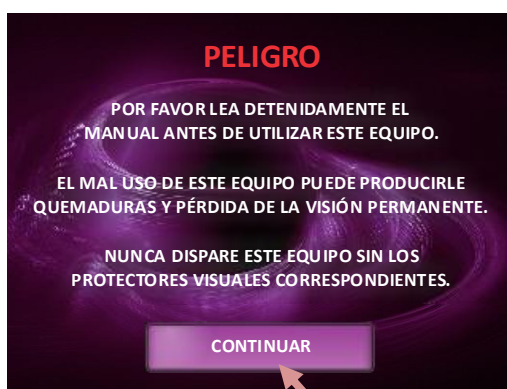 PELIGRO
POR FAVOR LEA DETENIDAMENTE EL
MANUAL ANTES DE UTILIZAR ESTE EQUIPO.
EL MAL USO DE ESTE EQUIPO PUEDE PRODUCIRLE
QUEMADURAS Y PÉRDIDA DE LA VISIÓN PERMANENTE.
NUNCA DISPARE ESTE EQUIPO SIN LOS
PROTECTORES VISUALES CORRESPONDIENTES.
CONTINUAR